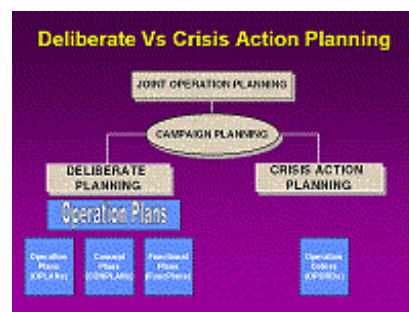 Deliberate Vs Crisis Action Planning
JOINT OPERATION PLANNING
CAMPAIGN PLANNING
DELIBERATE
PLANNING
CRISIS ACTION
PLANNING
Operation Plans
Operation
Plans
(OPLANs)
Concept
Plans
(CONPLANs)
Functional
Plans
(FuncPlans)
Operation
Orders
(OPORDs)